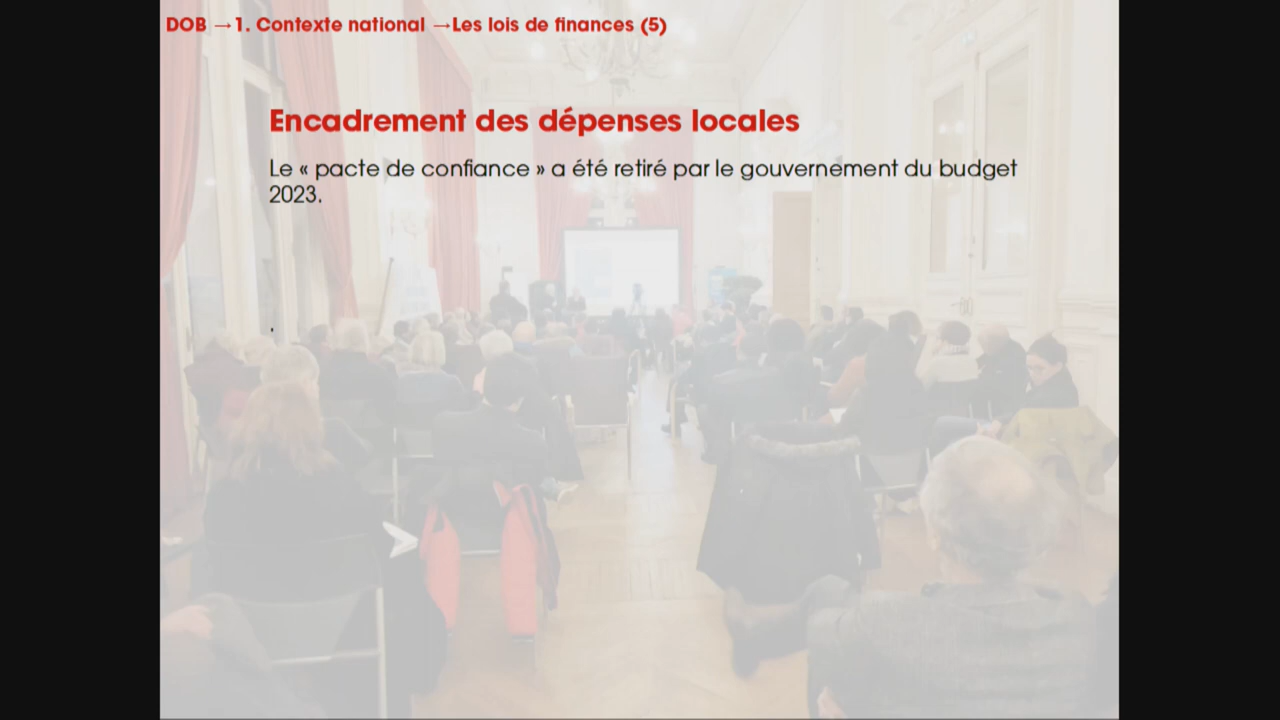 DOB →1. Contexte national →Les lois de finances (5)
Encadrement des dépenses locales
Le « pacte de confiance » a été retiré par le gouvernement du budget
2023.
.